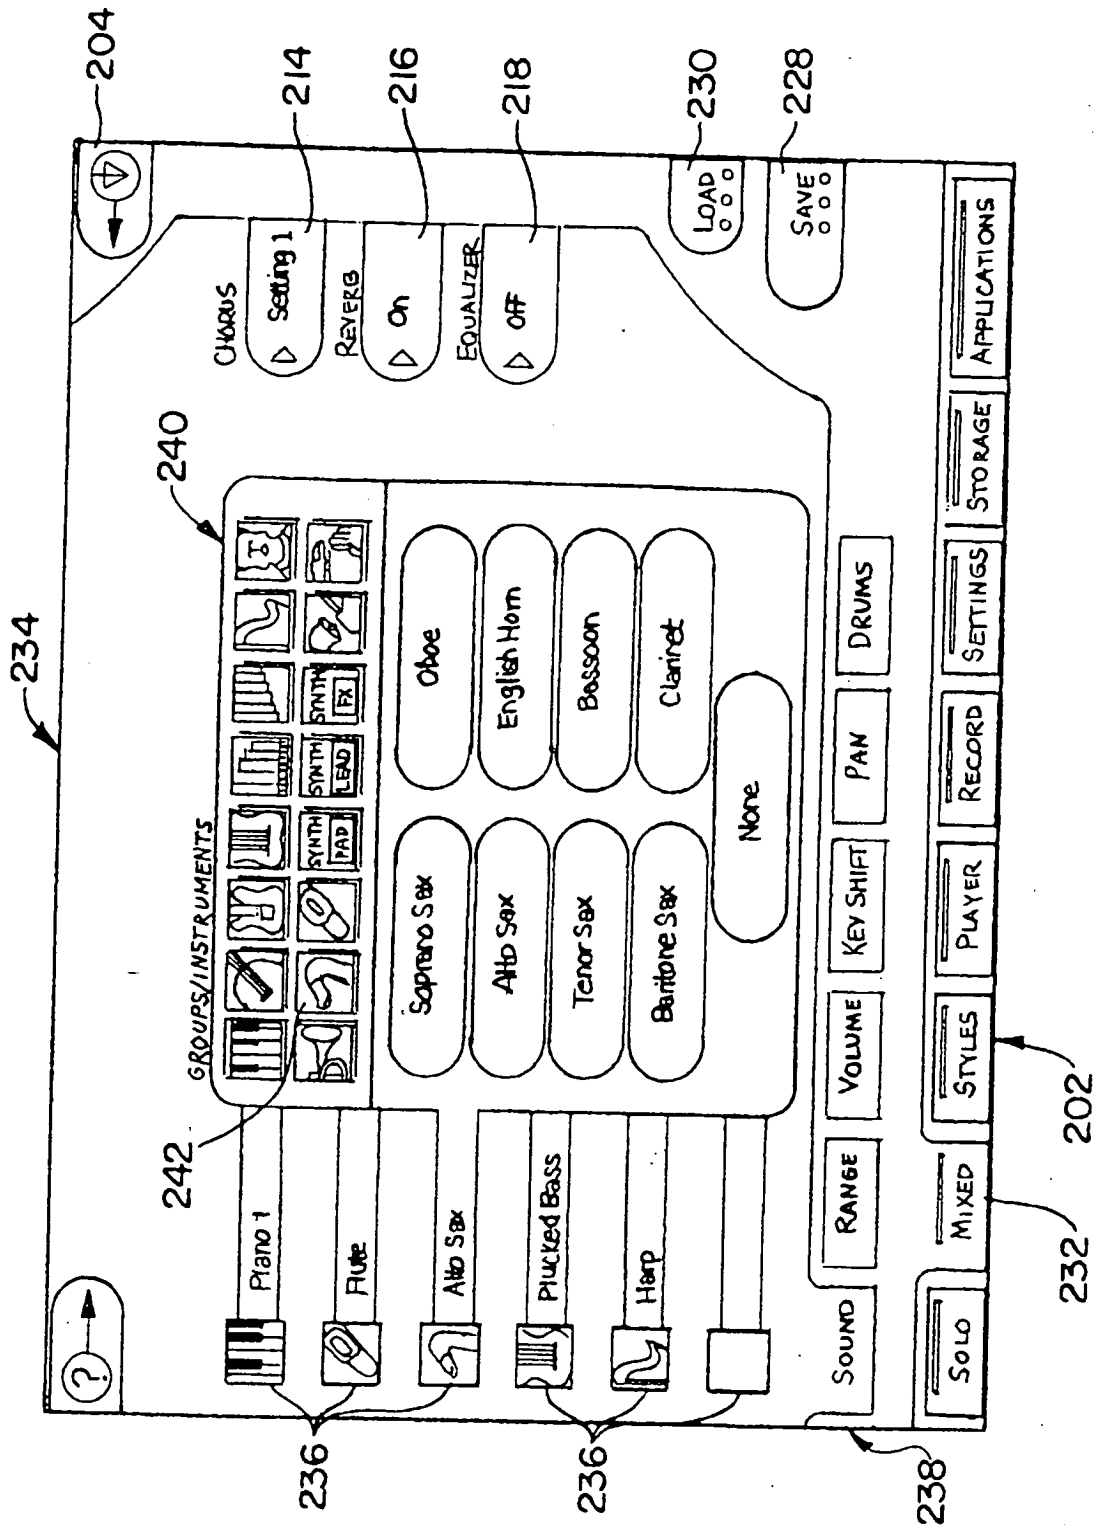 234
204
?
GROUPS/INSTRUMENTS
240
242
CHORUS
Setting 1
214
REVERB
On
216
EQUALIZER
Off
218
SYNTH PAD
SYNTH LEAD
SYNTH FX
Piano 1
Flute
Alto Sax
Plucked Bass
Harp
236
236
Soprano Sax
Oboe
Alto Sax
English Horn
Tenor Sax
Bassoon
Baritone Sax
Clarinet
None
LOAD
230
SAVE
228
SOUND
RANGE
VOLUME
KEY SHIFT
PAN
DRUMS
238
SOLO
MIXED
STYLES
PLAYER
RECORD
SETTINGS
STORAGE
APPLICATIONS
232
202